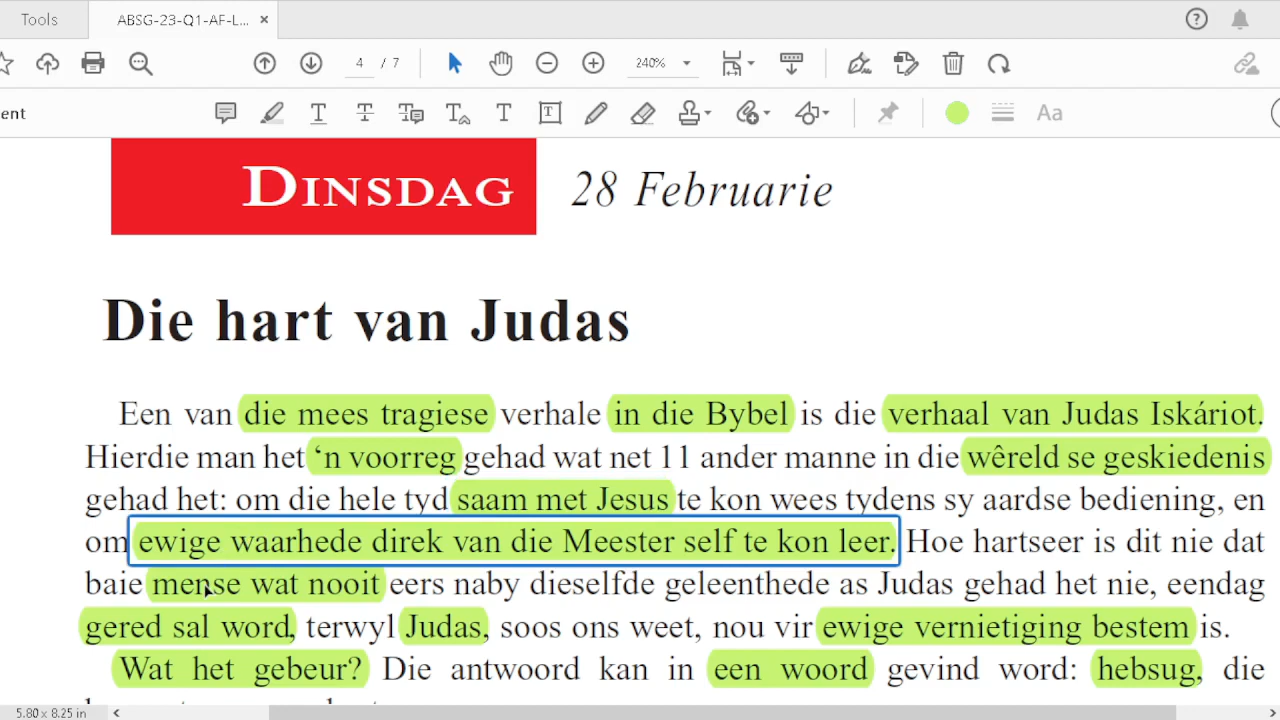 Tools
ABSG-23-Q1-AF-L...
4 / 7
240%
ent
Aa
DINSDAG 28 Februarie
Die hart van Judas
Een van die mees tragiese verhale in die Bybel is die verhaal van Judas Iskáriot.
Hierdie man het ‘n voorreg gehad wat net 11 ander manne in die wêreld se geskiedenis
gehad het: om die hele tyd saam met Jesus te kon wees tydens sy aardse bediening, en
om ewige waarhede direk van die Meester self te kon leer. Hoe hartseer is dit nie dat
baie mense wat nooit eers naby dieselfde geleenthede as Judas gehad het nie, eendag
gered sal word, terwyl Judas, soos ons weet, nou vir ewige vernietiging bestem is.
Wat het gebeur? Die antwoord kan in een woord gevind word: hebsug, die
5.80 x 8.25 in